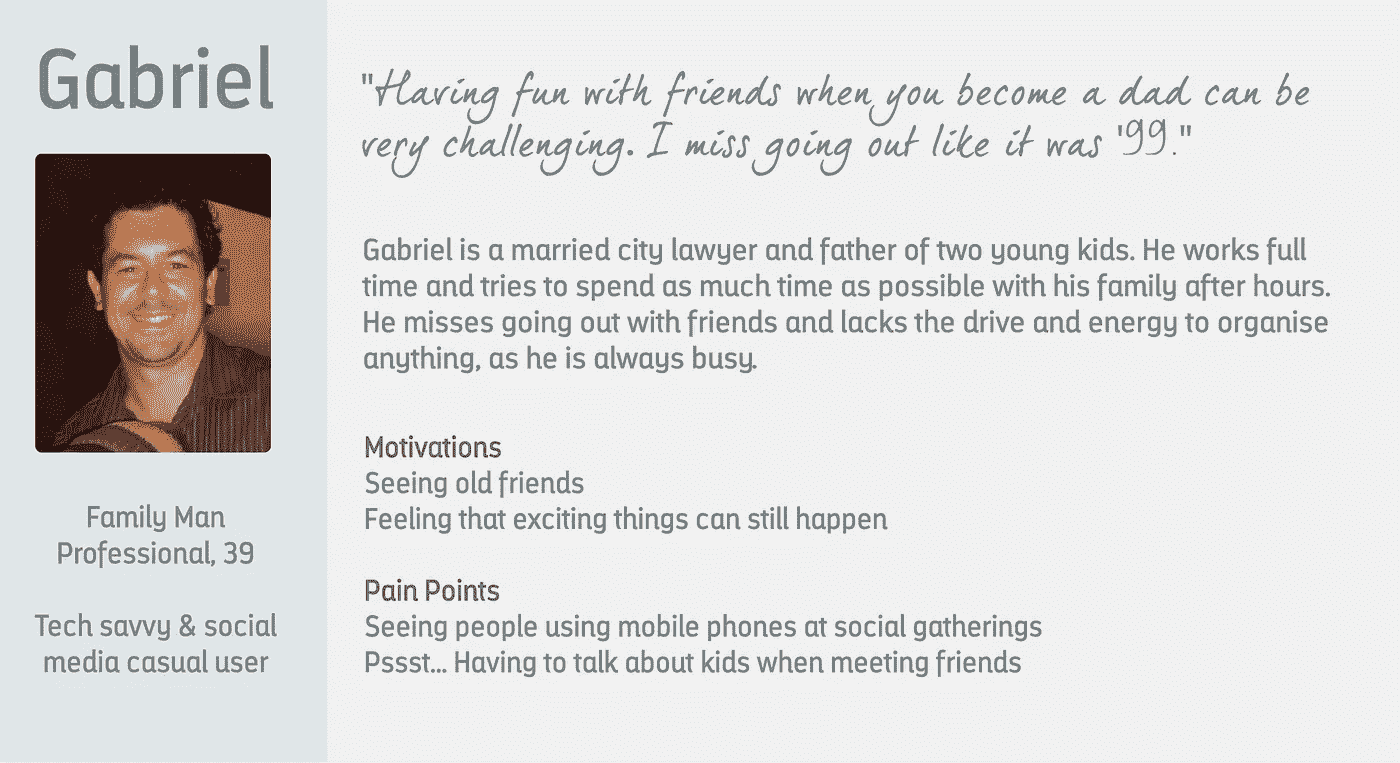 Gabriel
Family Man
Professional, 39
Tech savvy & social
media casual user
"Having fun with friends when you become a dad can be
very challenging. I miss going out like it was '99."
Gabriel is a married city lawyer and father of two young kids. He works full
time and tries to spend as much time as possible with his family after hours.
He misses going out with friends and lacks the drive and energy to organise
anything, as he is always busy.
Motivations
Seeing old friends
Feeling that exciting things can still happen
Pain Points
Seeing people using mobile phones at social gatherings
Pssst... Having to talk about kids when meeting friends